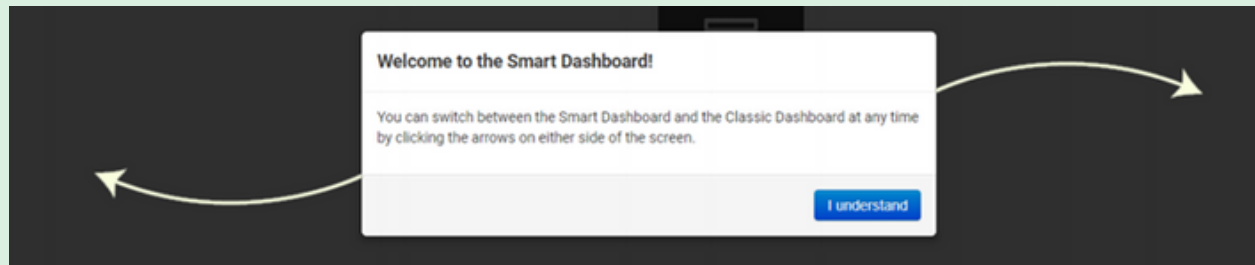 Welcome to the Smart Dashboard!
You can switch between the Smart Dashboard and the Classic Dashboard at any time
by clicking the arrows on either side of the screen.
I understand